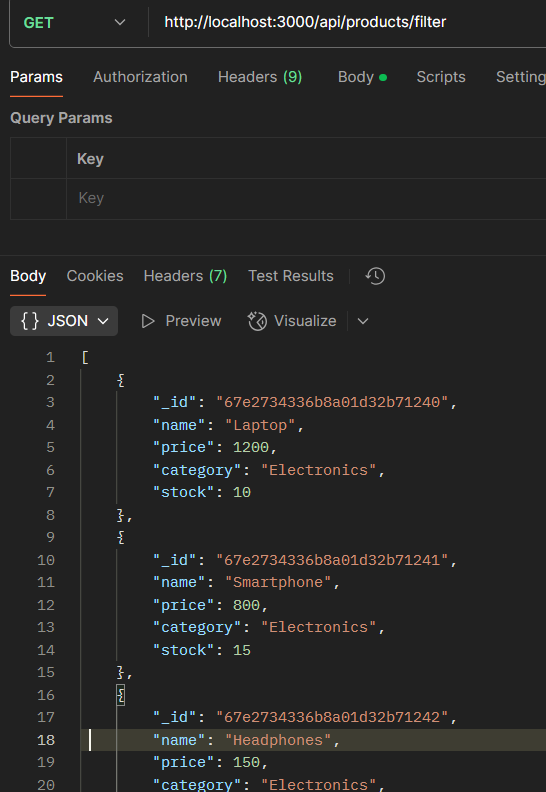 GET http://localhost:3000/api/products/filter
Params Authorization Headers (9) Body Scripts Setting
Query Params
Key
Key
Body Cookies Headers (7) Test Results
{} JSON Preview Visualize
1 [
2 {
3 "_id": "67e2734336b8a01d32b71240",
4 "name": "Laptop",
5 "price": 1200,
6 "category": "Electronics",
7 "stock": 10
8 },
9 {
10 "_id": "67e2734336b8a01d32b71241",
11 "name": "Smartphone",
12 "price": 800,
13 "category": "Electronics",
14 "stock": 15
15 },
16 {
17 "_id": "67e2734336b8a01d32b71242",
18 "name": "Headphones",
19 "price": 150,
20 "category": "Electronics",